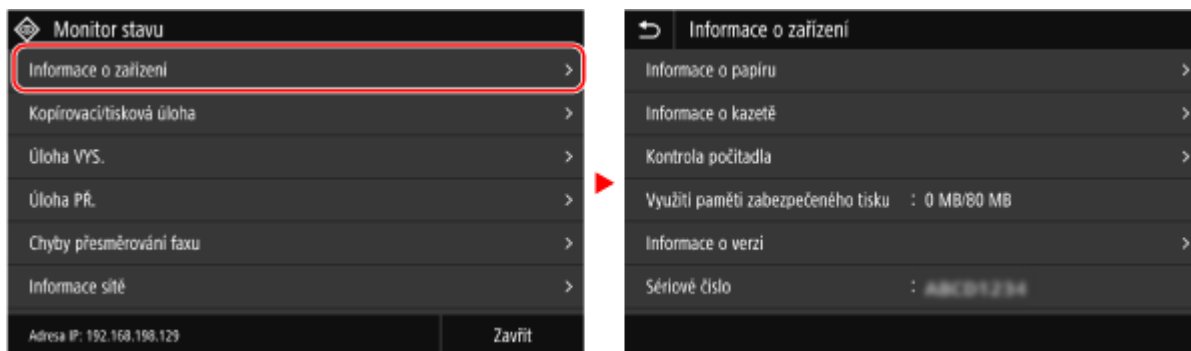 Monitor stavu
Informace o zařízení
Kopírovací/tisková úloha
Úloha VYS.
Úloha PŘ.
Chyby přesměrování faxu
Informace sítě
Adresa IP: 192.168.198.129
Zavřít
Informace o zařízení
Informace o papíru
Informace o kazetě
Kontrola počitadla
Využití paměti zabezpečeného tisku : 0 MB/80 MB
Informace o verzi
Sériové číslo :